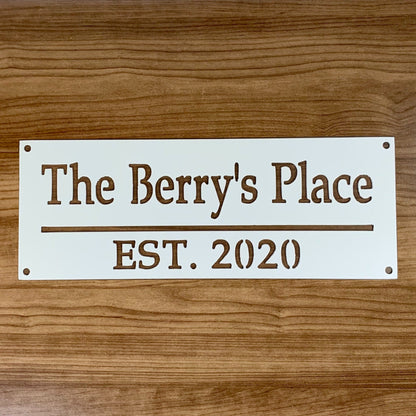 The Berry's Place
EST. 2020